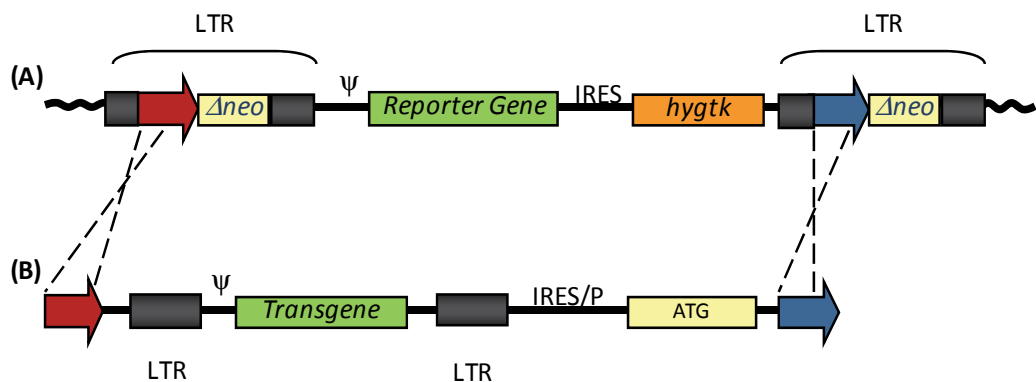 LTR LTR
(A) Δneo ψ Reporter Gene IRES hygtk Δneo
(B) ψ Transgene IRES/P ATG
LTR LTR